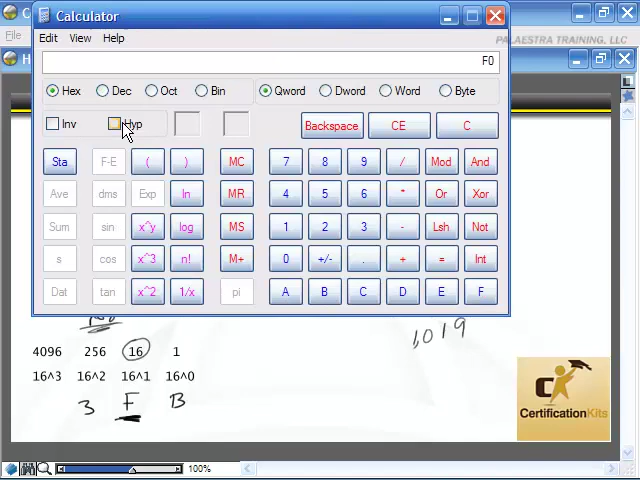 Calculator
Edit View Help
File
PALAESTRA TRAINING, LLC
F0
Hex Dec Oct Bin Qword Dword Word Byte
Inv Hyp
Backspace CE C
Sta F-E ( ) MC 7 8 9 / Mod And
Ave dms Exp ln MR 4 5 6 * Or Xor
Sum sin x^y log MS 1 2 3 - Lsh Not
s cos x^3 n! M+ 0 +/- . + = Int
Dat tan x^2 1/x pi A B C D E F
1,019
4096 256 16 1
16^3 16^2 16^1 16^0
3 F B
CertificationKits
100%